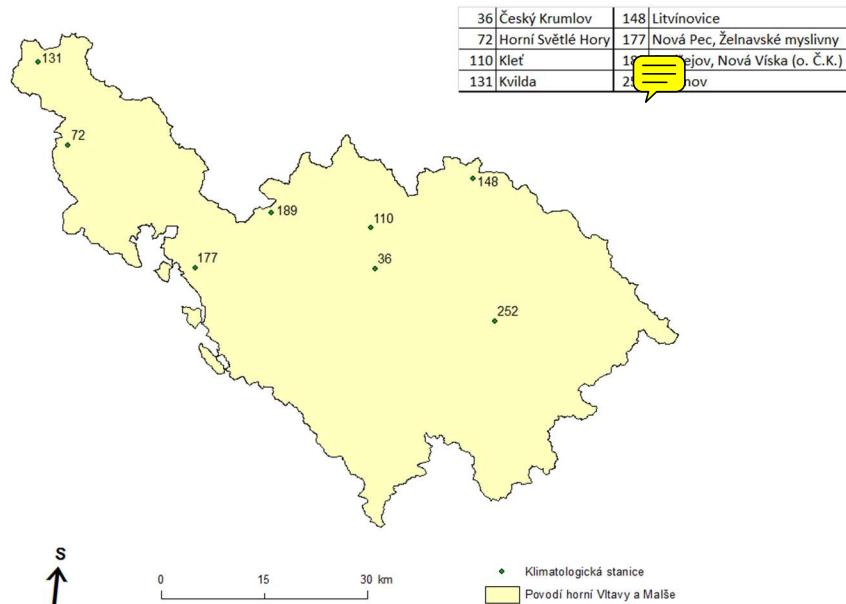 36 Český Krumlov 148 Litvínovice
72 Horní Světlé Hory 177 Nová Pec, Želnavské myslivny
110 Kleť Nová Víska (o. Č.K.)
131 Kvilda
131
72
148
189
110
177
36
252
S
0 15 30 km
Klimatologická stanice
Povodí horní Vltavy a Malše